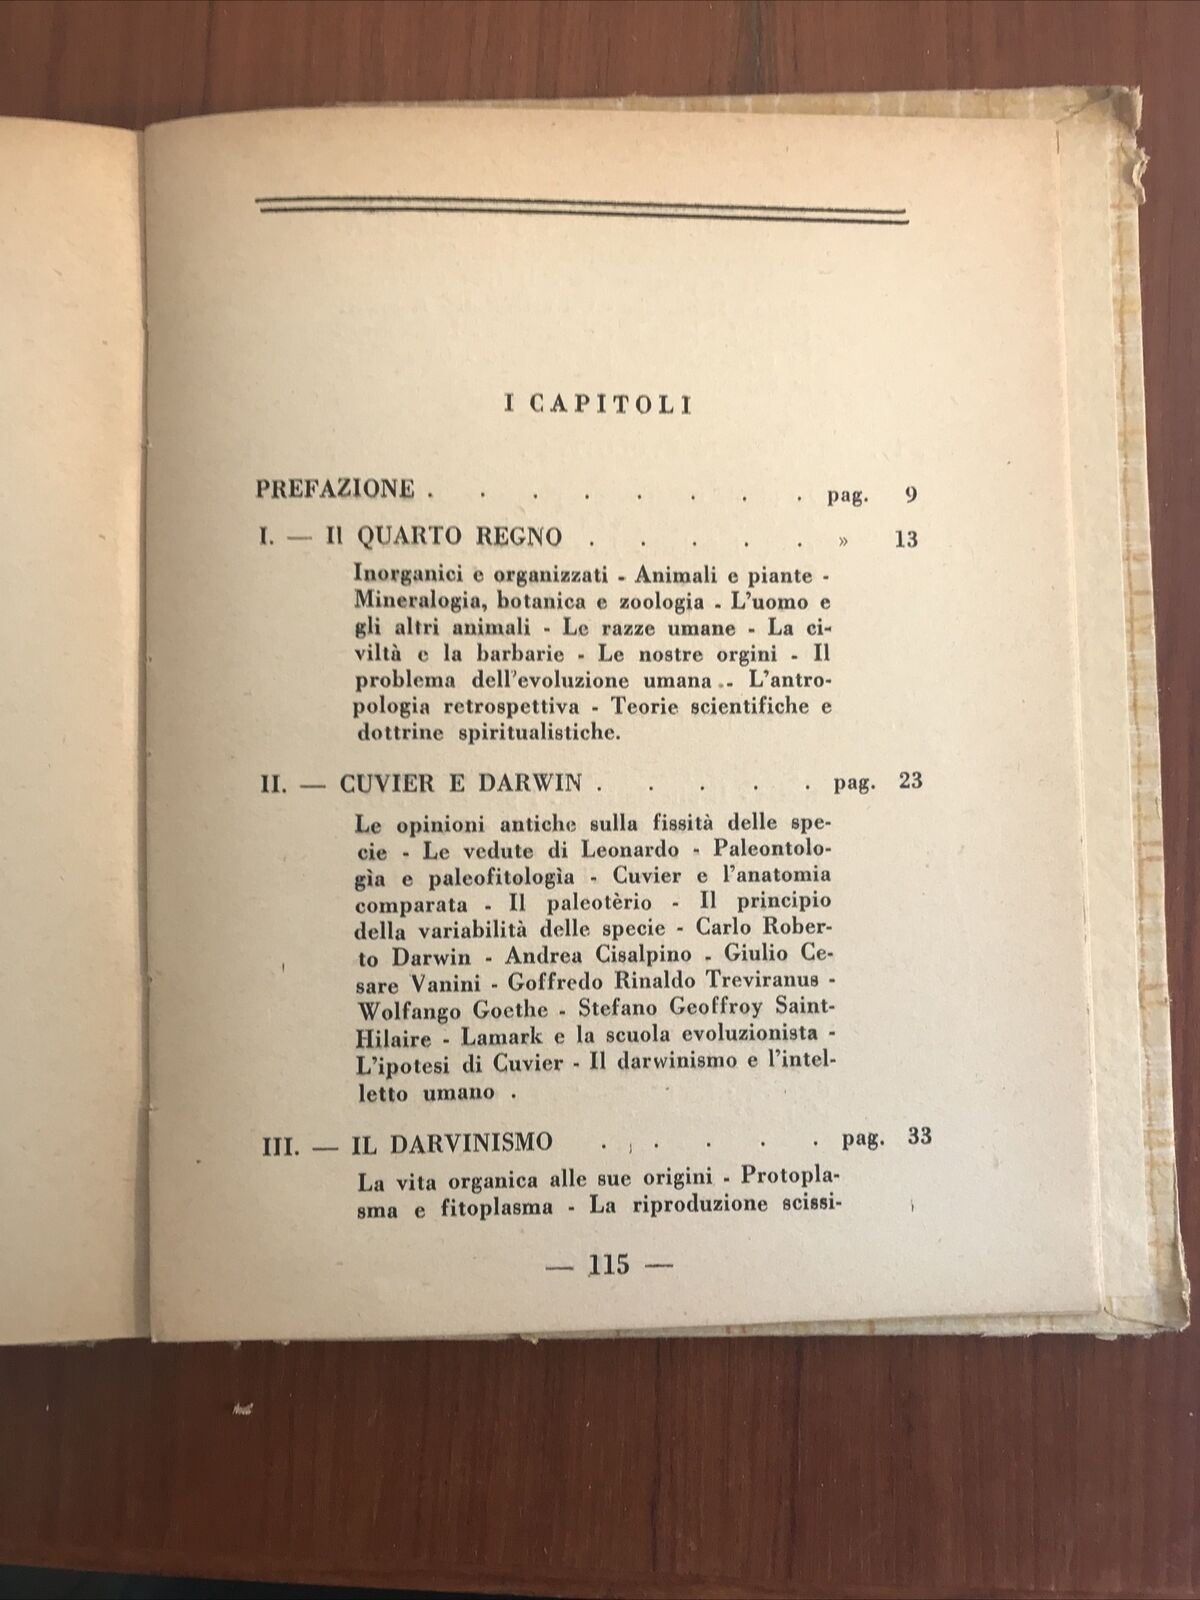 I CAPITOLI
PREFAZIONE . . . . . . . . pag. 9
I. — Il QUARTO REGNO . . . . . » 13
Inorganici e organizzati - Animali e piante -
Mineralogia, botanica e zoologia - L'uomo e
gli altri animali - Le razze umane - La ci-
viltà e la barbarie - Le nostre orgini - Il
problema dell'evoluzione umana - L'antro-
pologia retrospettiva - Teorie scientifiche e
dottrine spiritualistiche.
II. — CUVIER E DARWIN . . . . . pag. 23
Le opinioni antiche sulla fissità delle spe-
cie - Le vedute di Leonardo - Paleontolo-
gìa e paleofitologìa - Cuvier e l'anatomia
comparata - Il paleotèrio - Il principio
della variabilità delle specie - Carlo Rober-
to Darwin - Andrea Cisalpino - Giulio Ce-
sare Vanini - Goffredo Rinaldo Treviranus -
Wolfango Goethe - Stefano Geoffroy Saint-
Hilaire - Lamark e la scuola evoluzionista -
L'ipotesi di Cuvier - Il darwinismo e l'intel-
letto umano .
III. — IL DARVINISMO . . . . . pag. 33
La vita organica alle sue origini - Protopla-
sma e fitoplasma - La riproduzione scissi-
— 115 —